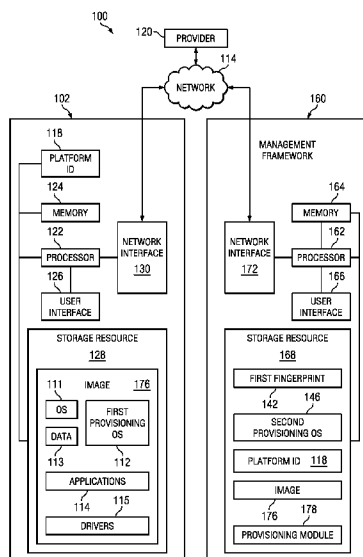 100
120
PROVIDER
114
NETWORK
102
160
118
PLATFORM ID
124
MEMORY
122
PROCESSOR
126
USER INTERFACE
NETWORK INTERFACE
130
MANAGEMENT FRAMEWORK
164
MEMORY
162
PROCESSOR
166
USER INTERFACE
NETWORK INTERFACE
172
STORAGE RESOURCE
128
IMAGE 176
111
OS
DATA
113
FIRST PROVISIONING OS
112
APPLICATIONS
114
115
DRIVERS
STORAGE RESOURCE
168
FIRST FINGERPRINT
142
146
SECOND PROVISIONING OS
PLATFORM ID 118
IMAGE
176
178
PROVISIONING MODULE